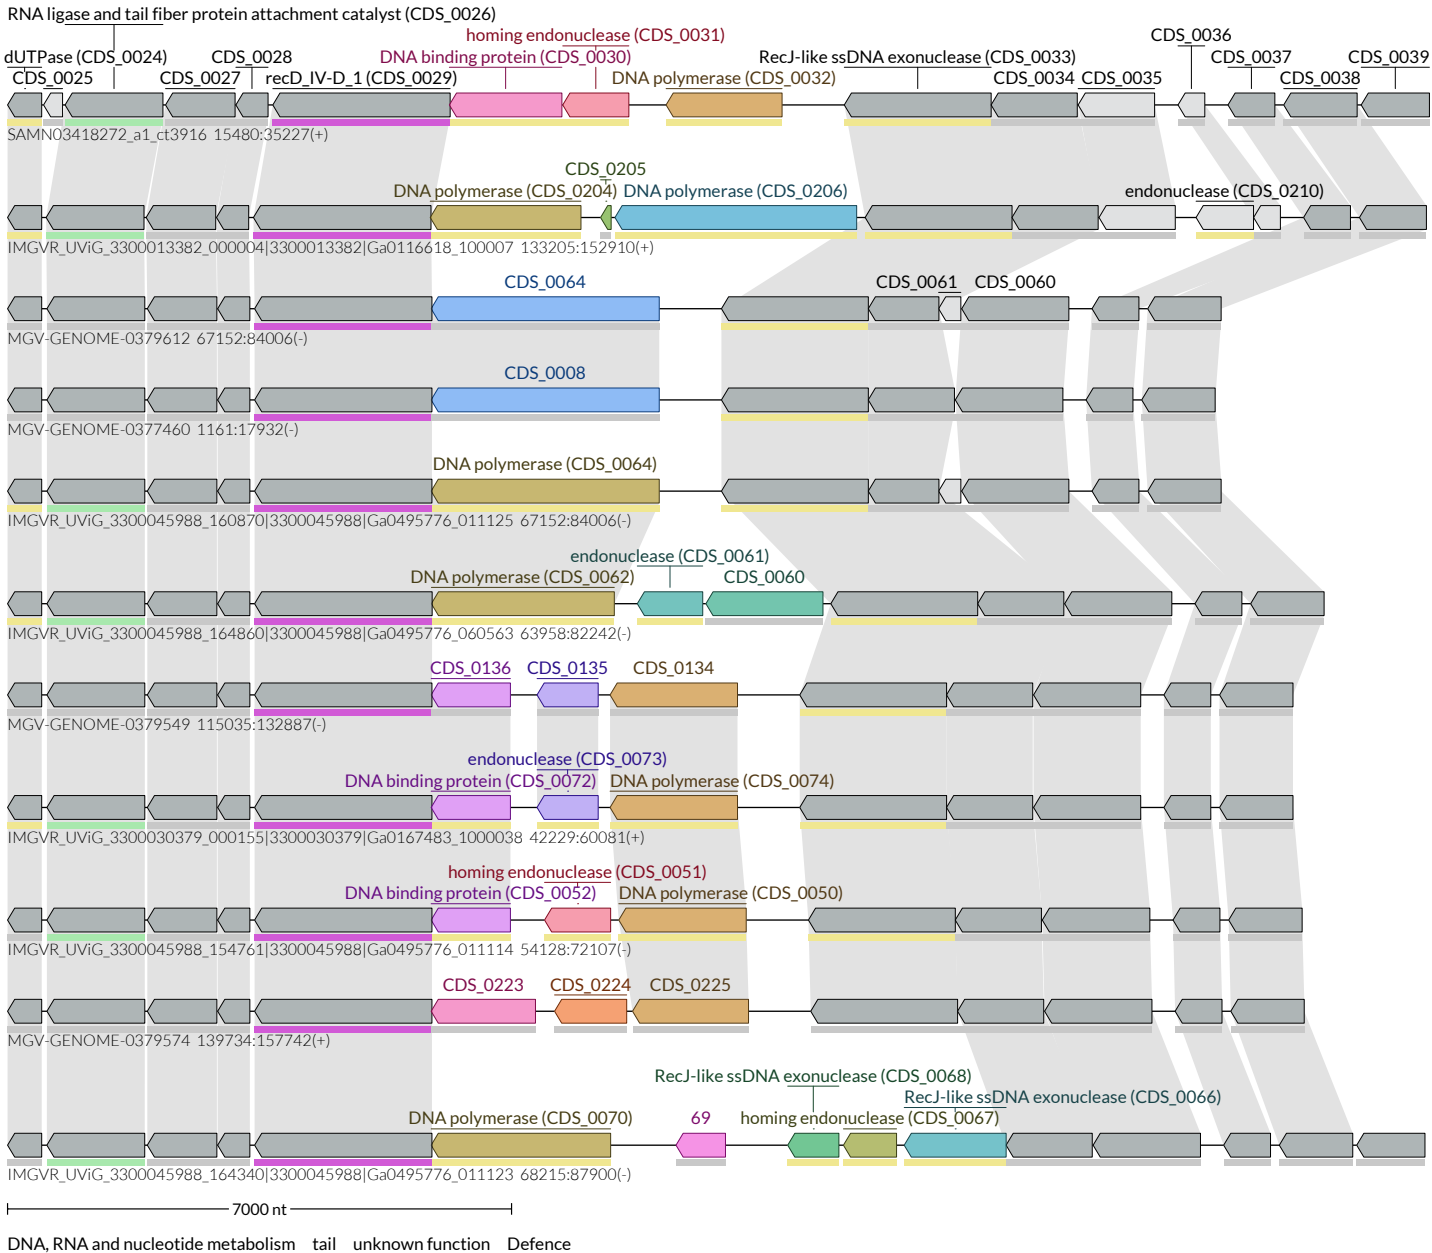 RNA ligase and tail fiber protein attachment catalyst (CDS_0026)
homing endonuclease (CDS_0031)
CDS_0036
dUTPase (CDS_0024)
CDS_0028
DNA binding protein (CDS_0030)
RecJ-like ssDNA exonuclease (CDS_0033)
CDS_0037
CDS_0039
CDS_0025
CDS_0027
recD_IV-D_1 (CDS_0029)
DNA polymerase (CDS_0032)
CDS_0034
CDS_0035
CDS_0038
SAMN03418272_a1_ct3916 15480:35227(+)
CDS_0205
DNA polymerase (CDS_0204)
DNA polymerase (CDS_0206)
endonuclease (CDS_0210)
IMGVR_UViG_3300013382_000004|3300013382|Ga0116618_100007 133205:152910(+)
CDS_0064
CDS_0061
CDS_0060
MGV-GENOME-0379612 67152:84006(-)
CDS_0008
MGV-GENOME-0377460 1161:17932(-)
DNA polymerase (CDS_0064)
IMGVR_UViG_3300045988_160870|3300045988|Ga0495776_011125 67152:84006(-)
endonuclease (CDS_0061)
DNA polymerase (CDS_0062)
CDS_0060
IMGVR_UViG_3300045988_164860|3300045988|Ga0495776_060563 63958:82242(-)
CDS_0136
CDS_0135
CDS_0134
MGV-GENOME-0379549 115035:132887(-)
endonuclease (CDS_0073)
DNA binding protein (CDS_0072)
DNA polymerase (CDS_0074)
IMGVR_UViG_3300030379_000155|3300030379|Ga0167483_1000038 42229:60081(+)
homing endonuclease (CDS_0051)
DNA binding protein (CDS_0052)
DNA polymerase (CDS_0050)
IMGVR_UViG_3300045988_154761|3300045988|Ga0495776_011114 54128:72107(-)
CDS_0223
CDS_0224
CDS_0225
MGV-GENOME-0379574 139734:157742(+)
RecJ-like ssDNA exonuclease (CDS_0068)
RecJ-like ssDNA exonuclease (CDS_0066)
DNA polymerase (CDS_0070)
69
homing endonuclease (CDS_0067)
IMGVR_UViG_3300045988_164340|3300045988|Ga0495776_011123 68215:87900(-)
7000 nt
DNA, RNA and nucleotide metabolism tail unknown function Defence